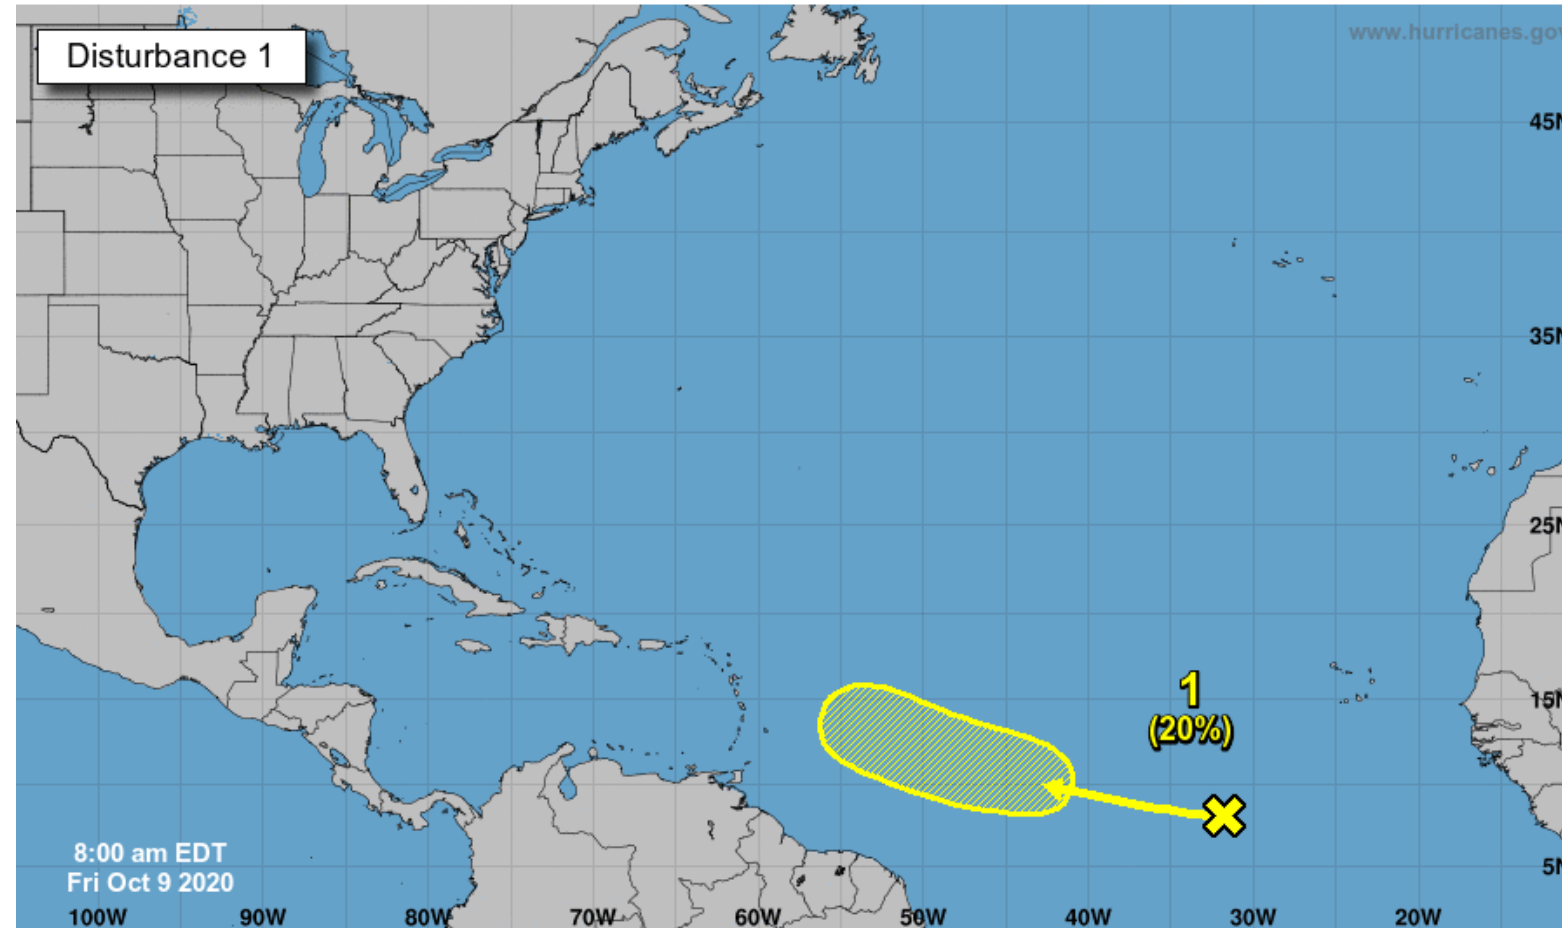 Disturbance 1
www.hurricanes.gov
45N
35N
25N
1
(20%)
15N
8:00 am EDT
Fri Oct 9 2020
5N
100W 90W 80W 70W 60W 50W 40W 30W 20W